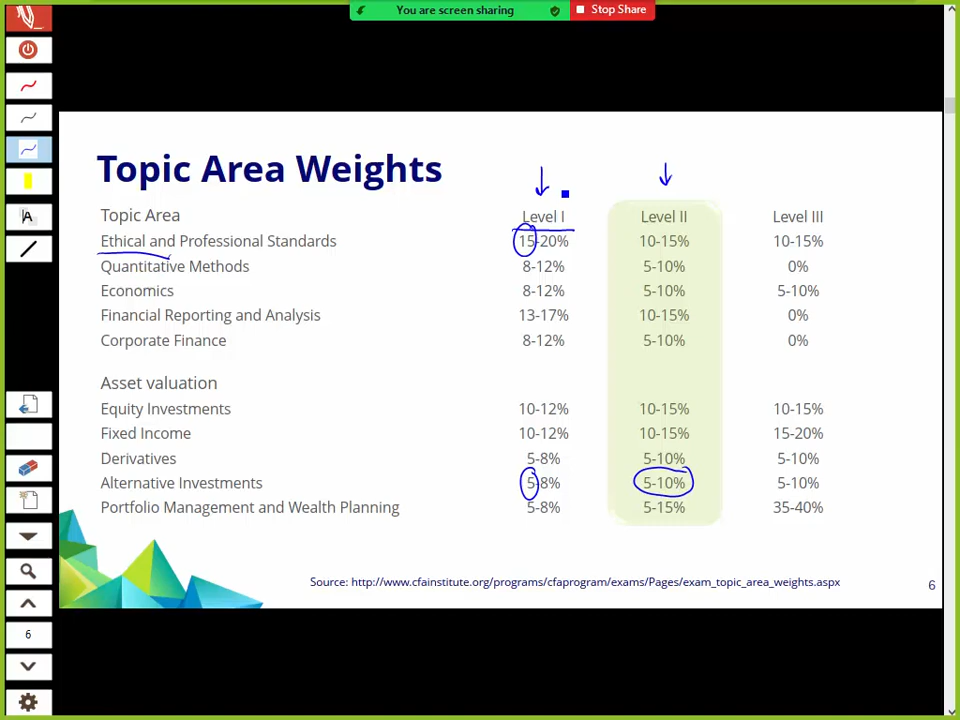 You are screen sharing
Stop Share
Topic Area Weights
Topic Area Level I Level II Level III
Ethical and Professional Standards 15-20% 10-15% 10-15%
Quantitative Methods 8-12% 5-10% 0%
Economics 8-12% 5-10% 5-10%
Financial Reporting and Analysis 13-17% 10-15% 0%
Corporate Finance 8-12% 5-10% 0%
Asset valuation
Equity Investments 10-12% 10-15% 10-15%
Fixed Income 10-12% 10-15% 15-20%
Derivatives 5-8% 5-10% 5-10%
Alternative Investments 5-8% 5-10% 5-10%
Portfolio Management and Wealth Planning 5-8% 5-15% 35-40%
Source: http://www.cfainstitute.org/programs/cfaprogram/exams/Pages/exam_topic_area_weights.aspx
6
A
6